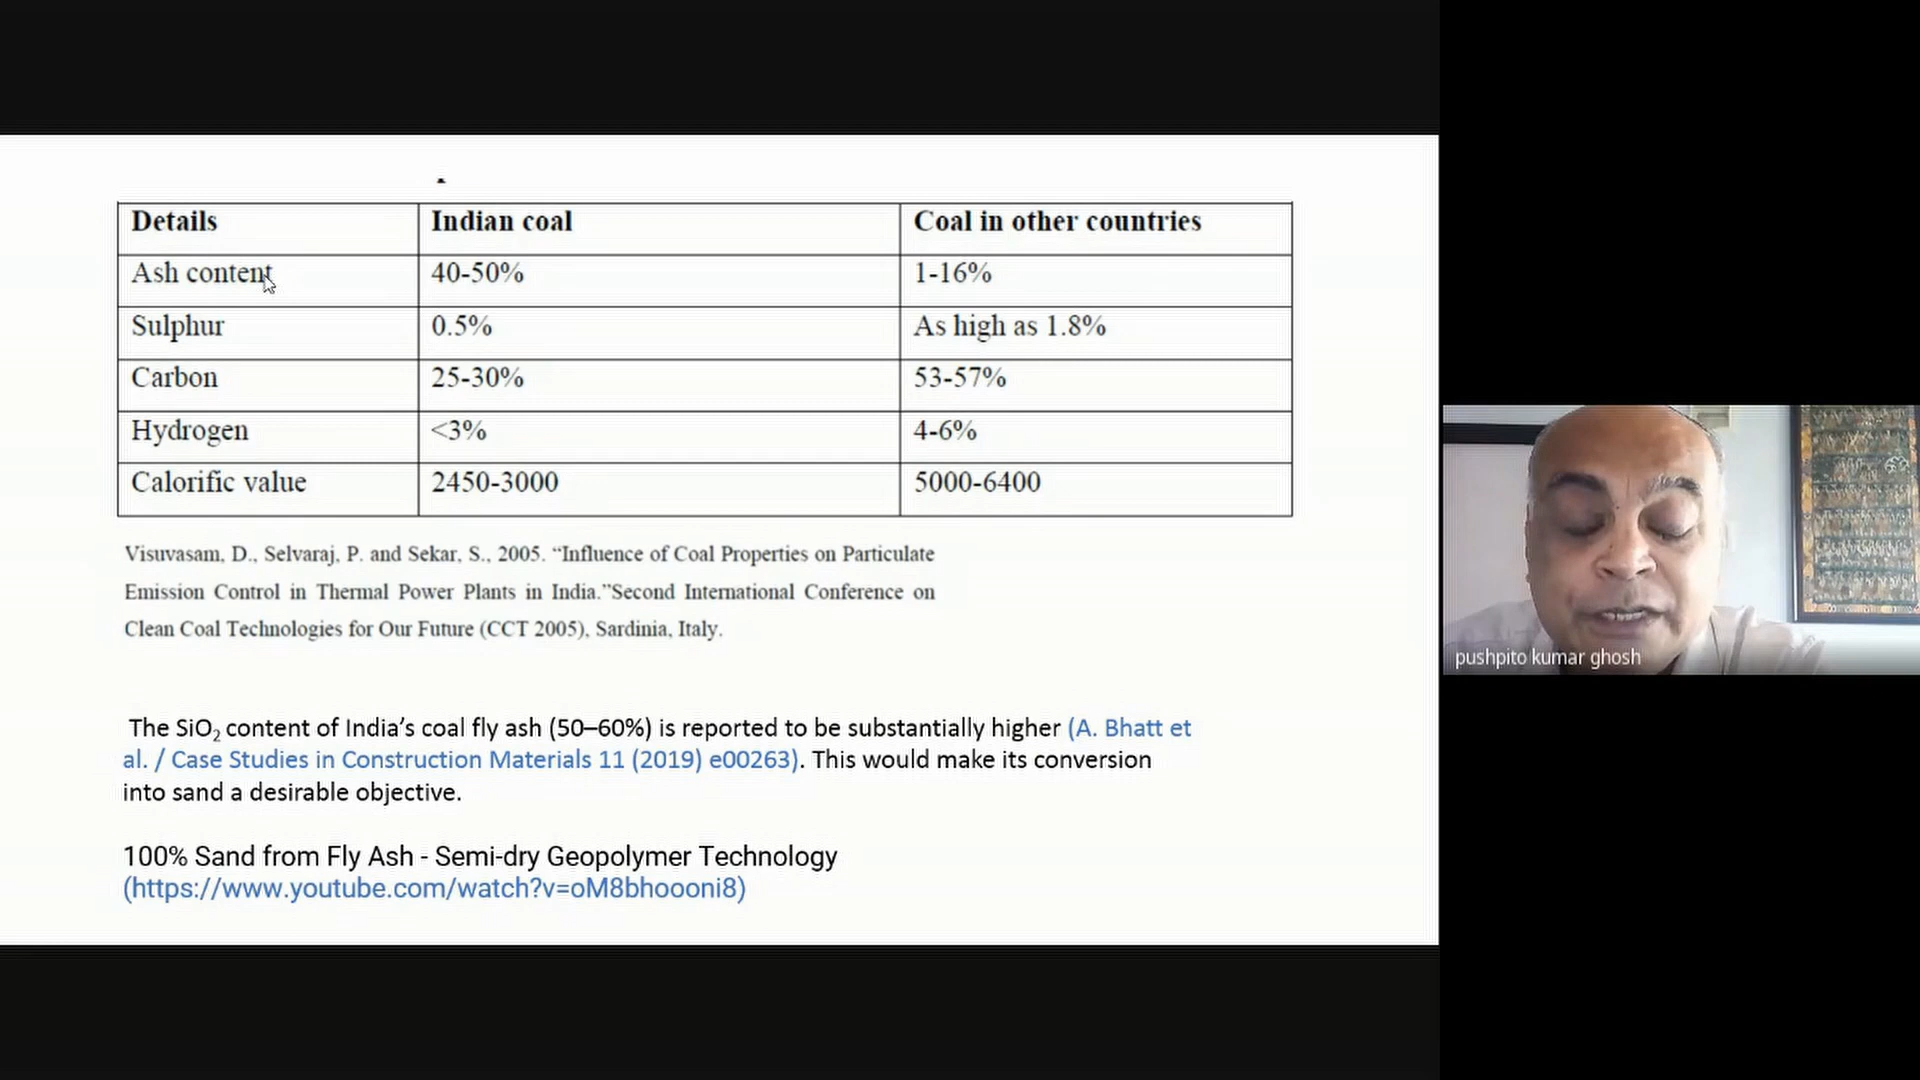 Details Indian coal Coal in other countries
Ash content 40-50% 1-16%
Sulphur 0.5% As high as 1.8%
Carbon 25-30% 53-57%
Hydrogen <3% 4-6%
Calorific value 2450-3000 5000-6400
Visuvasam, D., Selvaraj, P. and Sekar, S., 2005. “Influence of Coal Properties on Particulate
Emission Control in Thermal Power Plants in India.”Second International Conference on
Clean Coal Technologies for Our Future (CCT 2005), Sardinia, Italy.
The SiO₂ content of India’s coal fly ash (50–60%) is reported to be substantially higher (A. Bhatt et
al. / Case Studies in Construction Materials 11 (2019) e00263). This would make its conversion
into sand a desirable objective.
100% Sand from Fly Ash - Semi-dry Geopolymer Technology
(https://www.youtube.com/watch?v=oM8bhoooni8)
pushpito kumar ghosh